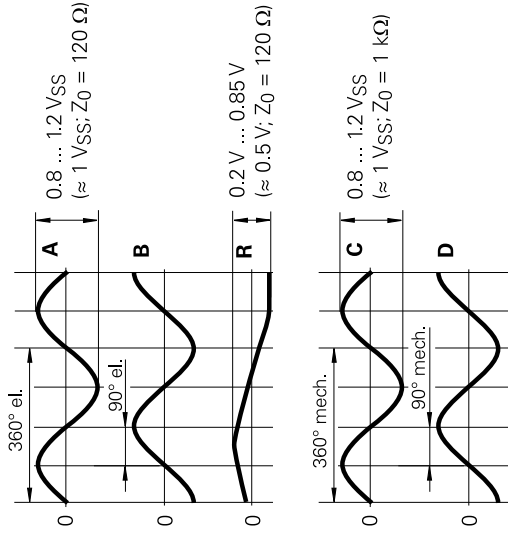 360° el.
0
A
0.8 ... 1.2 VSS
(≈ 1 VSS; Z0 = 120 Ω)
90° el.
0
B
0
R
0.2 V ... 0.85 V
(≈ 0.5 V; Z0 = 120 Ω)
360° mech.
0
C
0.8 ... 1.2 VSS
(≈ 1 VSS; Z0 = 1 kΩ)
90° mech.
0
D